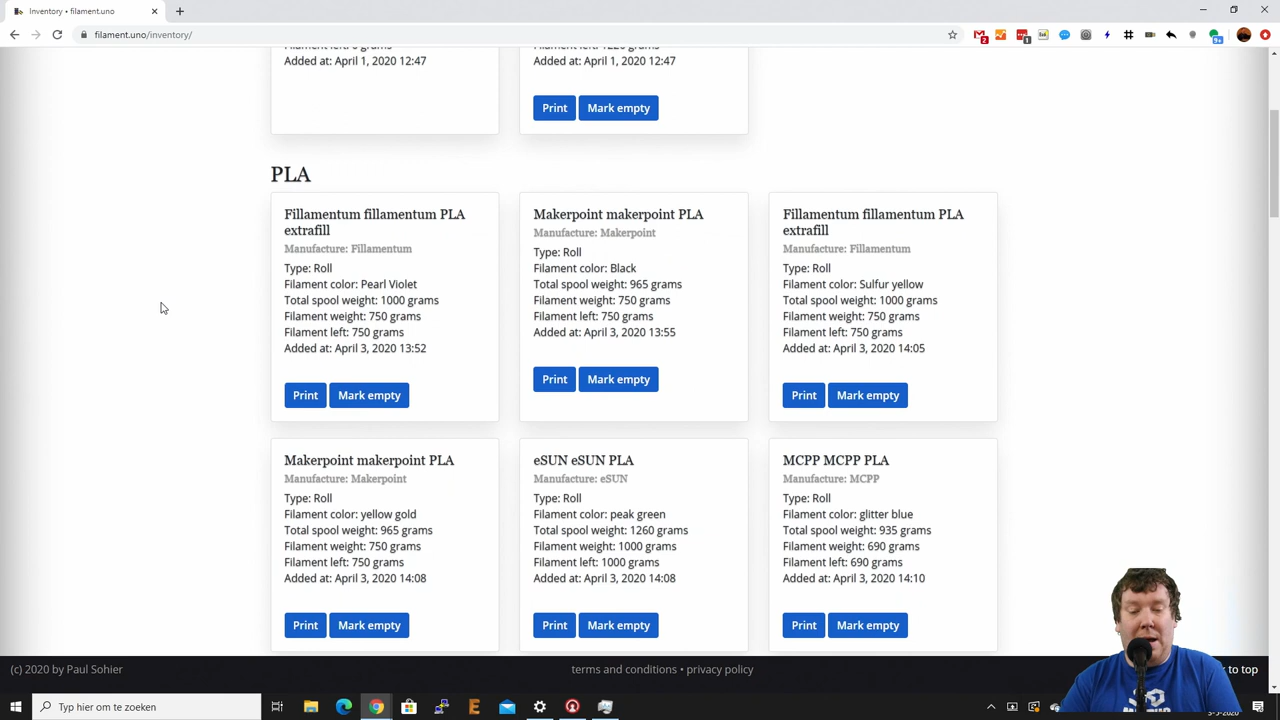 Inventory • filament.uno
filament.uno/inventory/
Added at: April 1, 2020 12:47
Added at: April 1, 2020 12:47
Print Mark empty
PLA
Fillamentum fillamentum PLA
extrafill
Manufacture: Fillamentum
Type: Roll
Filament color: Pearl Violet
Total spool weight: 1000 grams
Filament weight: 750 grams
Filament left: 750 grams
Added at: April 3, 2020 13:52
Print Mark empty
Makerpoint makerpoint PLA
Manufacture: Makerpoint
Type: Roll
Filament color: Black
Total spool weight: 965 grams
Filament weight: 750 grams
Filament left: 750 grams
Added at: April 3, 2020 13:55
Print Mark empty
Fillamentum fillamentum PLA
extrafill
Manufacture: Fillamentum
Type: Roll
Filament color: Sulfur yellow
Total spool weight: 1000 grams
Filament weight: 750 grams
Filament left: 750 grams
Added at: April 3, 2020 14:05
Print Mark empty
Makerpoint makerpoint PLA
Manufacture: Makerpoint
Type: Roll
Filament color: yellow gold
Total spool weight: 965 grams
Filament weight: 750 grams
Filament left: 750 grams
Added at: April 3, 2020 14:08
Print Mark empty
eSUN eSUN PLA
Manufacture: eSUN
Type: Roll
Filament color: peak green
Total spool weight: 1260 grams
Filament weight: 1000 grams
Filament left: 1000 grams
Added at: April 3, 2020 14:08
Print Mark empty
MCPP MCPP PLA
Manufacture: MCPP
Type: Roll
Filament color: glitter blue
Total spool weight: 935 grams
Filament weight: 690 grams
Filament left: 690 grams
Added at: April 3, 2020 14:10
Print Mark empty
(c) 2020 by Paul Sohier
terms and conditions • privacy policy
to top
Typ hier om te zoeken